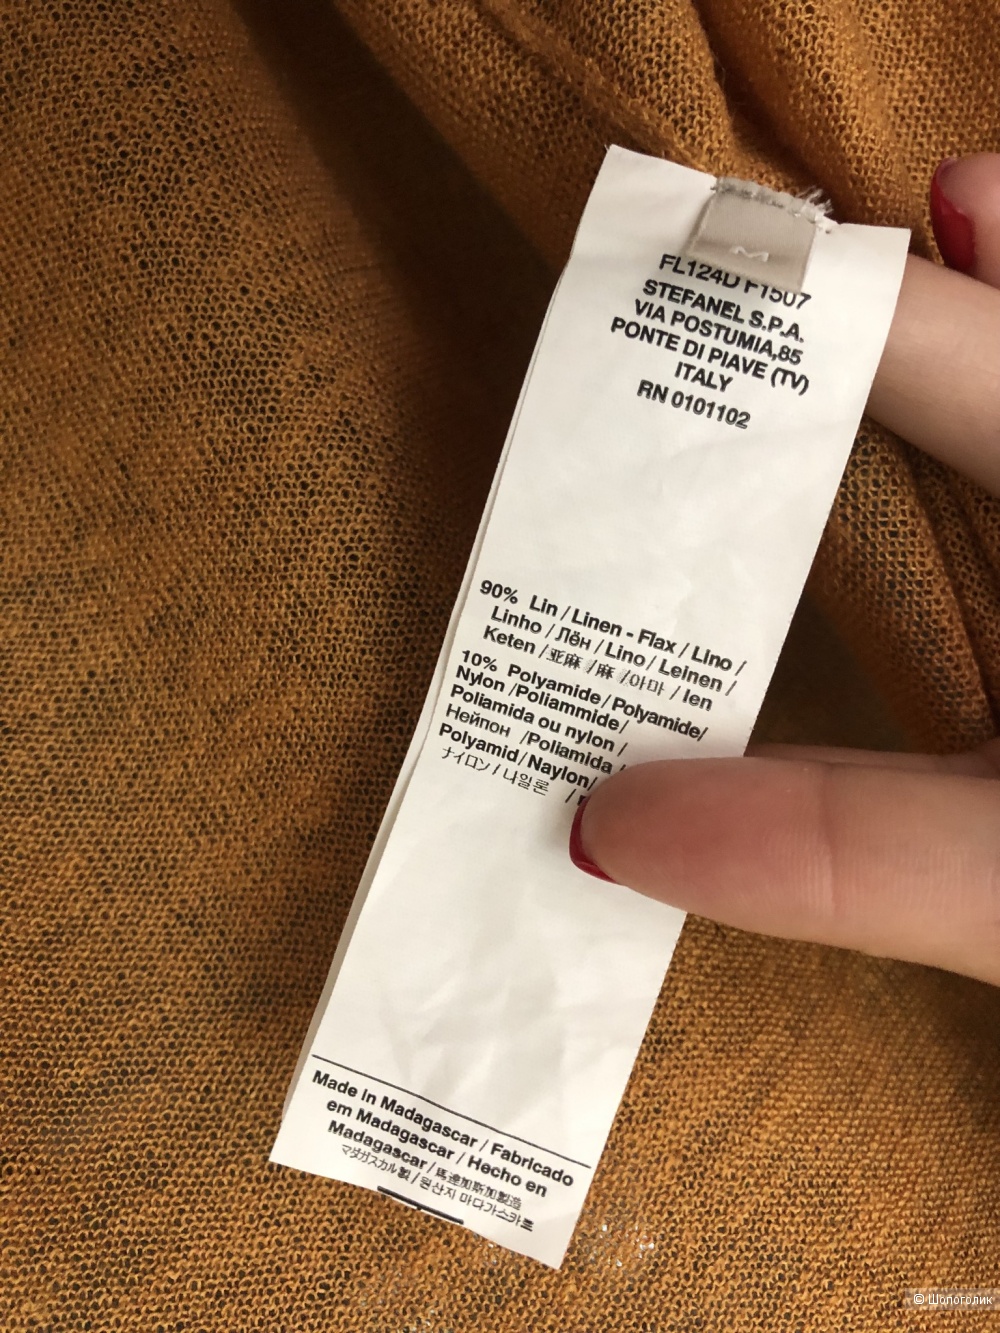 M
FL124D F1507
STEFANEL S.P.A.
VIA POSTUMIA,85
PONTE DI PIAVE (TV)
ITALY
RN 0101102
90% Lin / Linen - Flax / Lino /
Linho / Лён / Lino / Leinen /
Keten / 亚麻 / 麻 / 아마 / len
10% Polyamide / Polyamide/
Nylon /Poliammide/
Poliamida ou nylon /
Нейпон /Poliamida /
Polyamid/Naylon/
ナイロン / 나일론 /
Made in Madagascar / Fabricado
em Madagascar / Hecho en
Madagascar / 馬達加斯加製造
マダガスカル製 / 원산지 마다가스카르
© Шопоголик